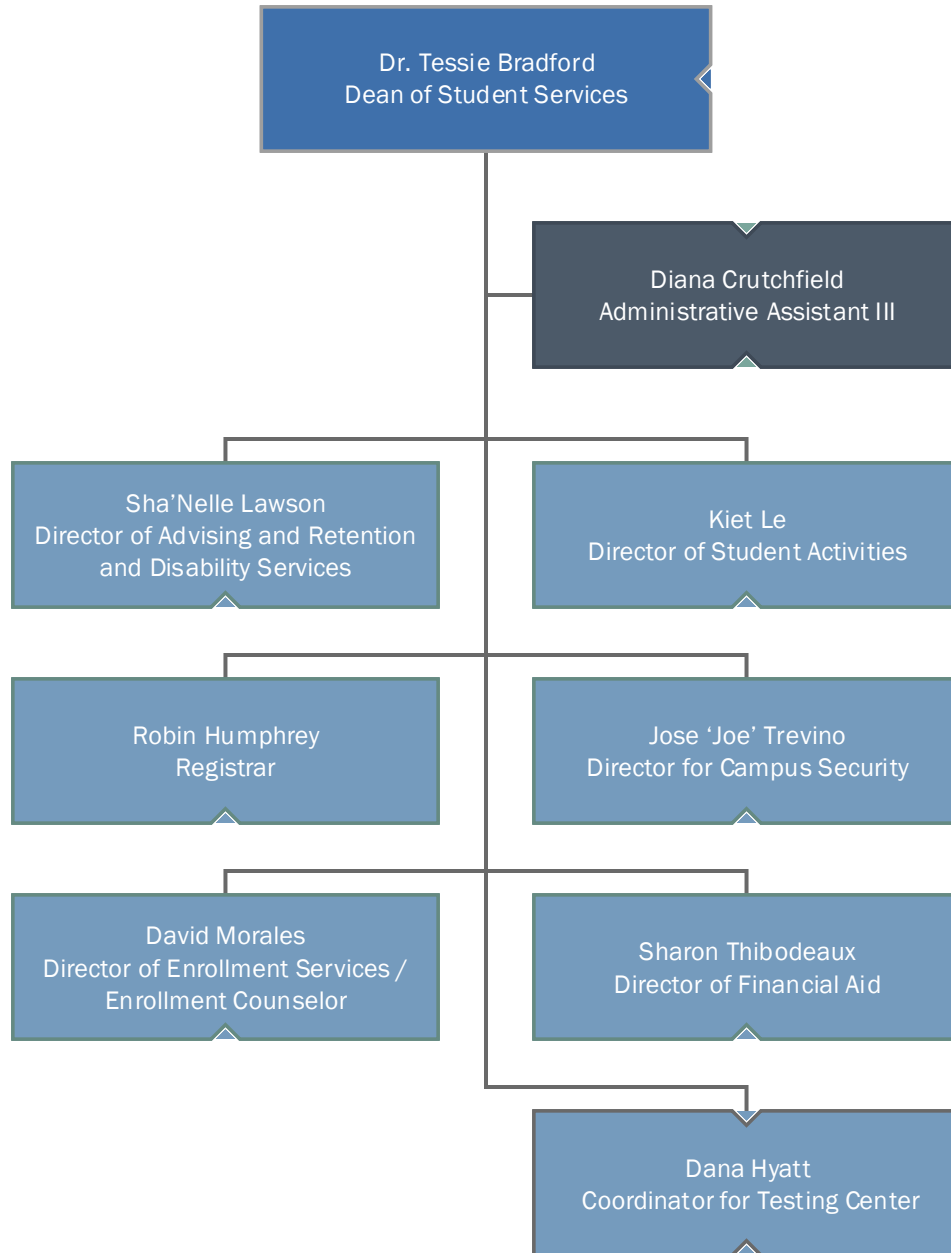 Dr. Tessie Bradford
Dean of Student Services
Diana Crutchfield
Administrative Assistant III
Sha’Nelle Lawson
Director of Advising and Retention
and Disability Services
Kiet Le
Director of Student Activities
Robin Humphrey
Registrar
Jose ‘Joe’ Trevino
Director for Campus Security
David Morales
Director of Enrollment Services /
Enrollment Counselor
Sharon Thibodeaux
Director of Financial Aid
Dana Hyatt
Coordinator for Testing Center